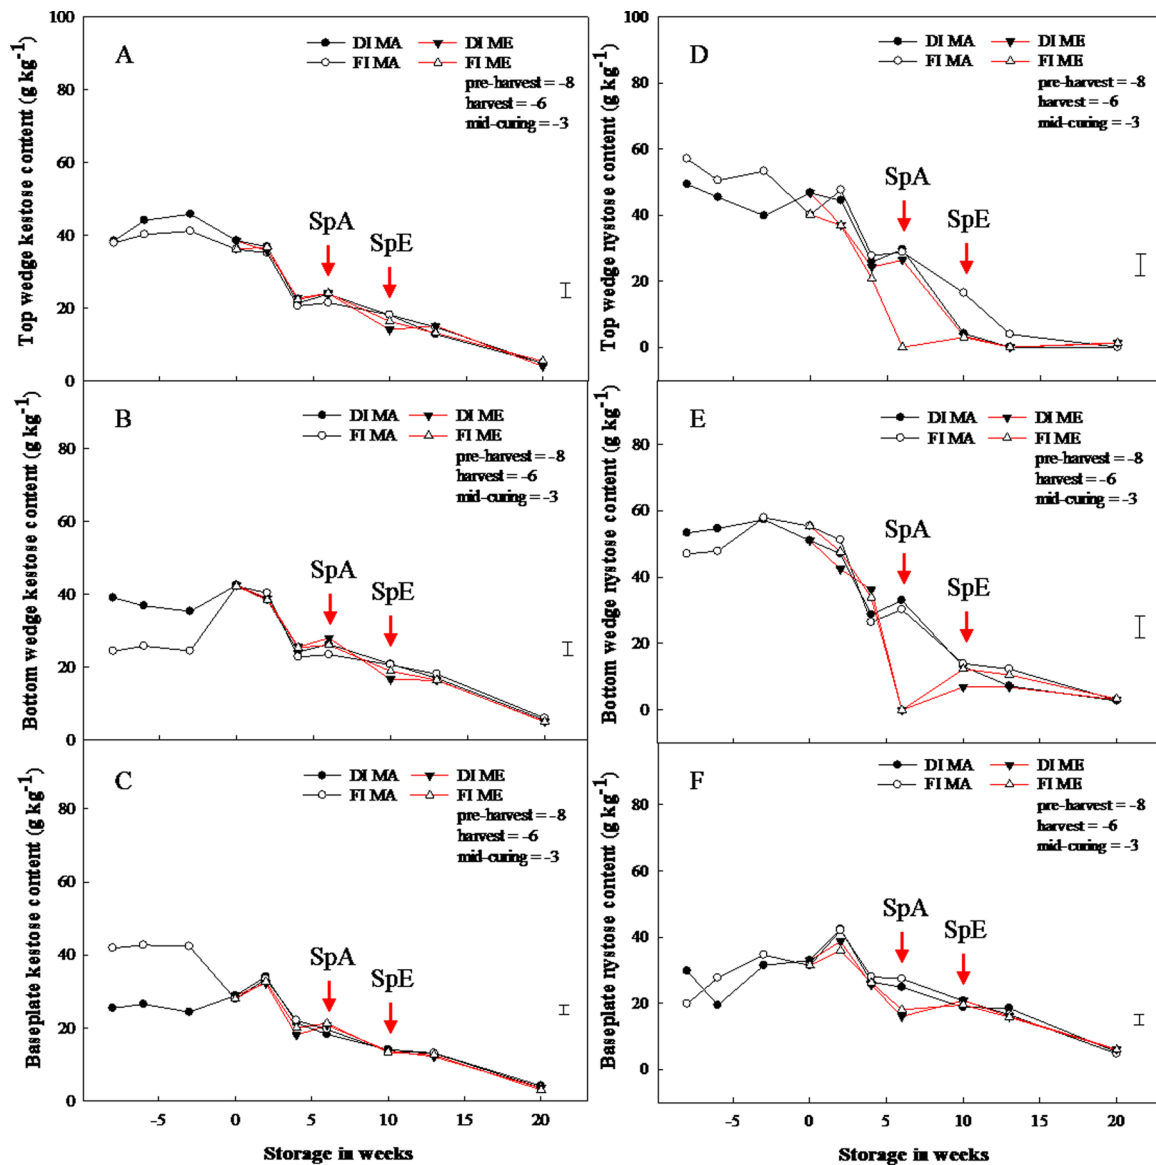 Top wedge kestose content (g kg-1)
100
80
60
40
20
0
A
DI MA
DI ME
FI MA
FI ME
pre-harvest = -8
harvest = -6
mid-curing = -3
SpA
SpE
Top wedge nystose content (g kg-1)
100
80
60
40
20
0
D
DI MA
DI ME
FI MA
FI ME
pre-harvest = -8
harvest = -6
mid-curing = -3
SpA
SpE
Bottom wedge kestose content (g kg-1)
80
60
40
20
0
B
DI MA
DI ME
FI MA
FI ME
pre-harvest = -8
harvest = -6
mid-curing = -3
SpA
SpE
Bottom wedge nystose content (g kg-1)
80
60
40
20
0
E
DI MA
DI ME
FI MA
FI ME
pre-harvest = -8
harvest = -6
mid-curing = -3
SpA
SpE
Baseplate kestose content (g kg-1)
80
60
40
20
0
C
DI MA
DI ME
FI MA
FI ME
pre-harvest = -8
harvest = -6
mid-curing = -3
SpA
SpE
-5 0 5 10 15 20
Storage in weeks
Baseplate nystose content (g kg-1)
80
60
40
20
0
F
DI MA
DI ME
FI MA
FI ME
pre-harvest = -8
harvest = -6
mid-curing = -3
SpA
SpE
-5 0 5 10 15 20
Storage in weeks